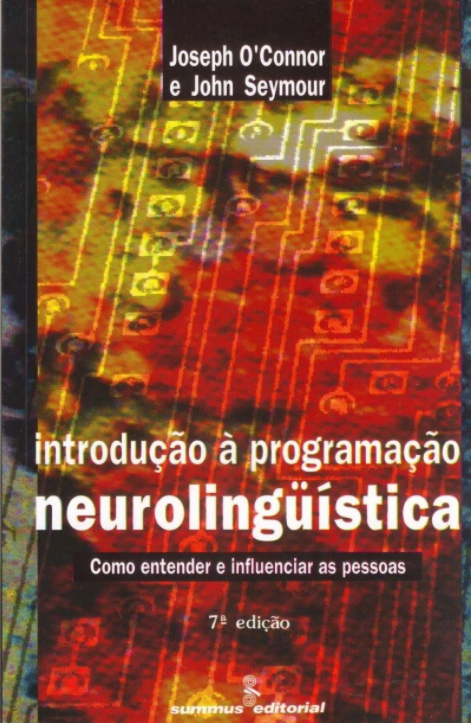 Joseph O'Connor
e John Seymour
introdução à programação
neurolingüística
Como entender e influenciar as pessoas
7ª edição
summus editorial